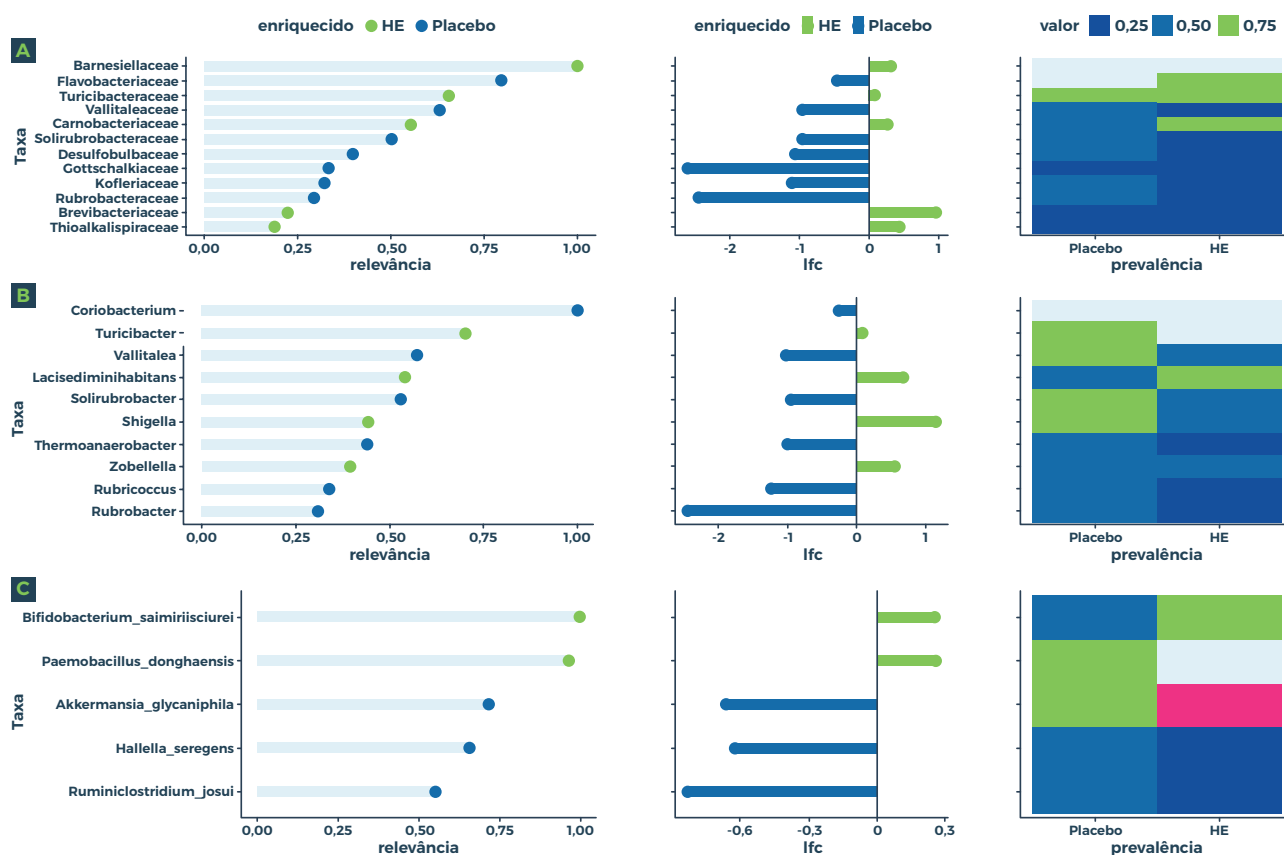 enriquecido HE Placebo
enriquecido HE Placebo
valor 0,25 0,50 0,75
A
Taxa
Barnesiellaceae
Flavobacteriaceae
Turicibacteraceae
Vallitaleaceae
Carnobacteriaceae
Solirubrobacteraceae
Desulfobulbaceae
Gottschalkiaceae
Kofleriaceae
Rubrobacteraceae
Brevibacteriaceae
Thioalkalispiraceae
0,00 0,25 0,50 0,75 1,00
relevância
-2 -1 0 1
lfc
Placebo HE
prevalência
B
Taxa
Coriobacterium
Turicibacter
Vallitalea
Lacisediminihabitans
Solirubrobacter
Shigella
Thermoanaerobacter
Zobellella
Rubricoccus
Rubrobacter
0,00 0,25 0,50 0,75 1,00
relevância
-2 -1 0 1
lfc
Placebo HE
prevalência
C
Taxa
Bifidobacterium_saimiriisciurei
Paemobacillus_donghaensis
Akkermansia_glycaniphila
Hallella_seregens
Ruminiclostridium_josui
0,00 0,25 0,50 0,75 1,00
relevância
-0,6 -0,3 0 0,3
lfc
Placebo HE
prevalência